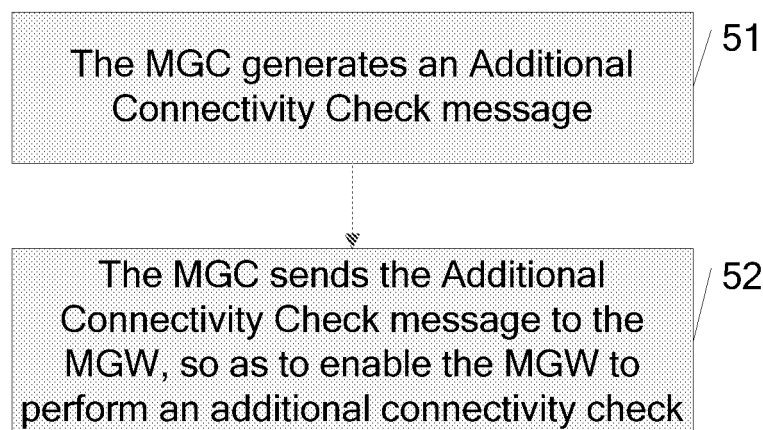 The MGC generates an Additional
Connectivity Check message
51
The MGC sends the Additional
Connectivity Check message to the
MGW, so as to enable the MGW to
perform an additional connectivity check
52